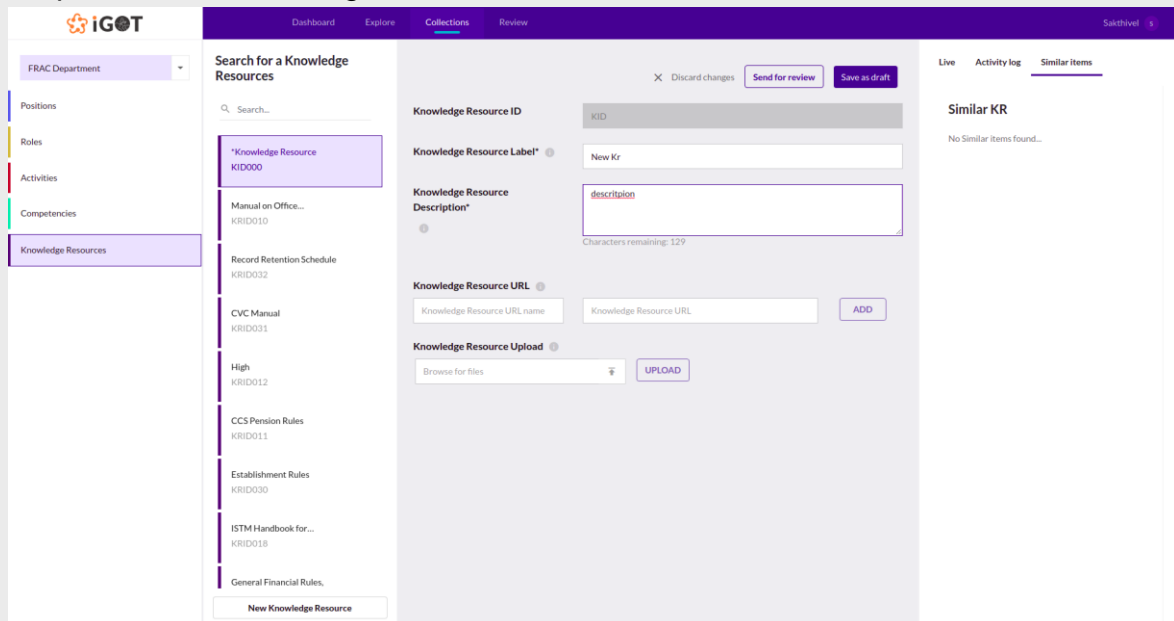 iGOT
Dashboard Explore Collections Review Sakthivel s
FRAC Department
Positions
Roles
Activities
Competencies
Knowledge Resources
Search for a Knowledge
Resources
Search...
*Knowledge Resource
KID000
Manual on Office...
KRID010
Record Retention Schedule
KRID032
CVC Manual
KRID031
High
KRID012
CCS Pension Rules
KRID011
Establishment Rules
KRID030
ISTM Handbook for...
KRID018
General Financial Rules,
New Knowledge Resource
Discard changes Send for review Save as draft
Knowledge Resource ID
KID
Knowledge Resource Label*
New Kr
Knowledge Resource
Description*
descritpion
Characters remaining: 129
Knowledge Resource URL
Knowledge Resource URL name Knowledge Resource URL ADD
Knowledge Resource Upload
Browse for files UPLOAD
Live Activity log Similar items
Similar KR
No Similar items found...